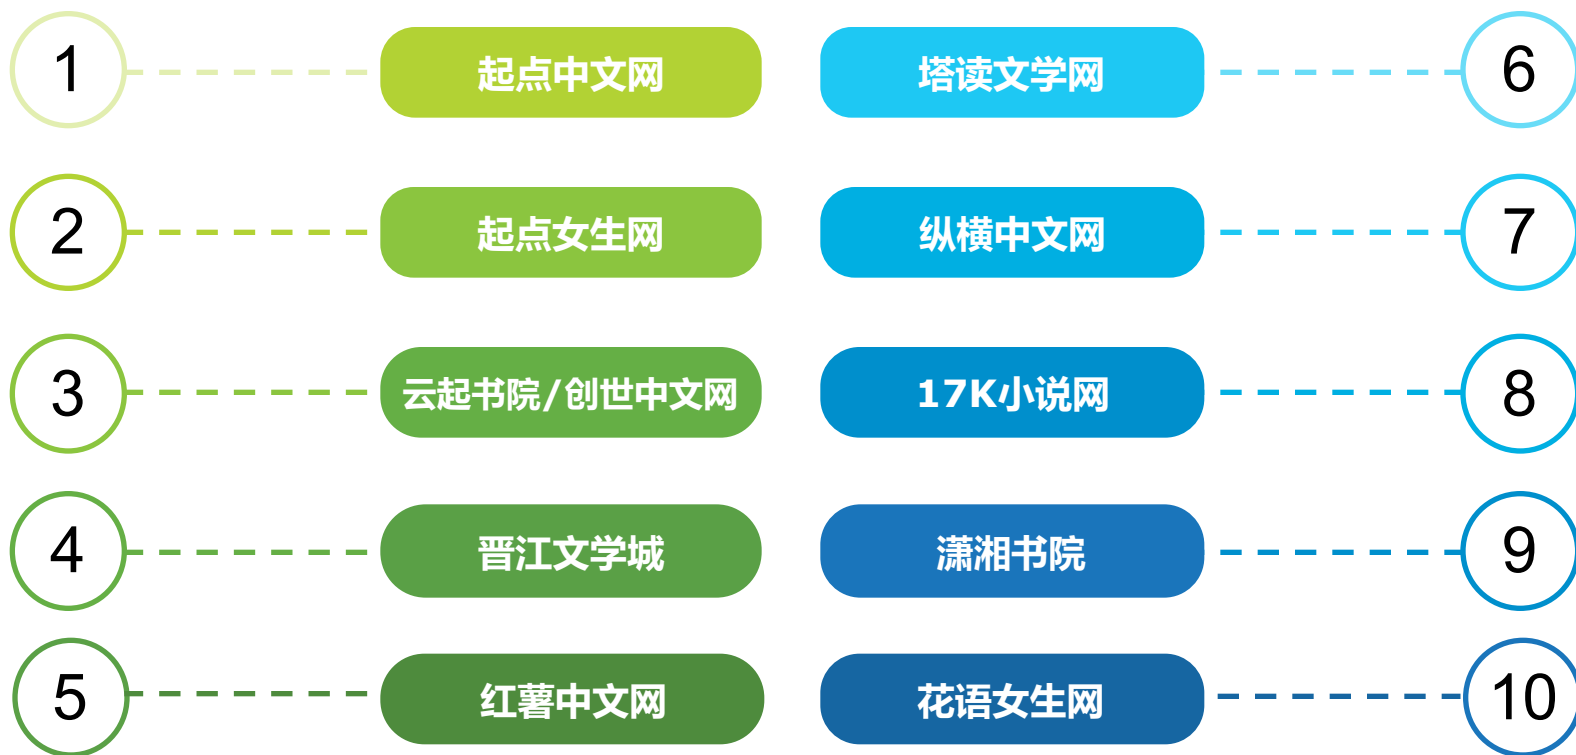 1
起点中文网
2
起点女生网
3
云起书院/创世中文网
4
晋江文学城
5
红薯中文网
塔读文学网
6
纵横中文网
7
17K小说网
8
潇湘书院
9
花语女生网
10